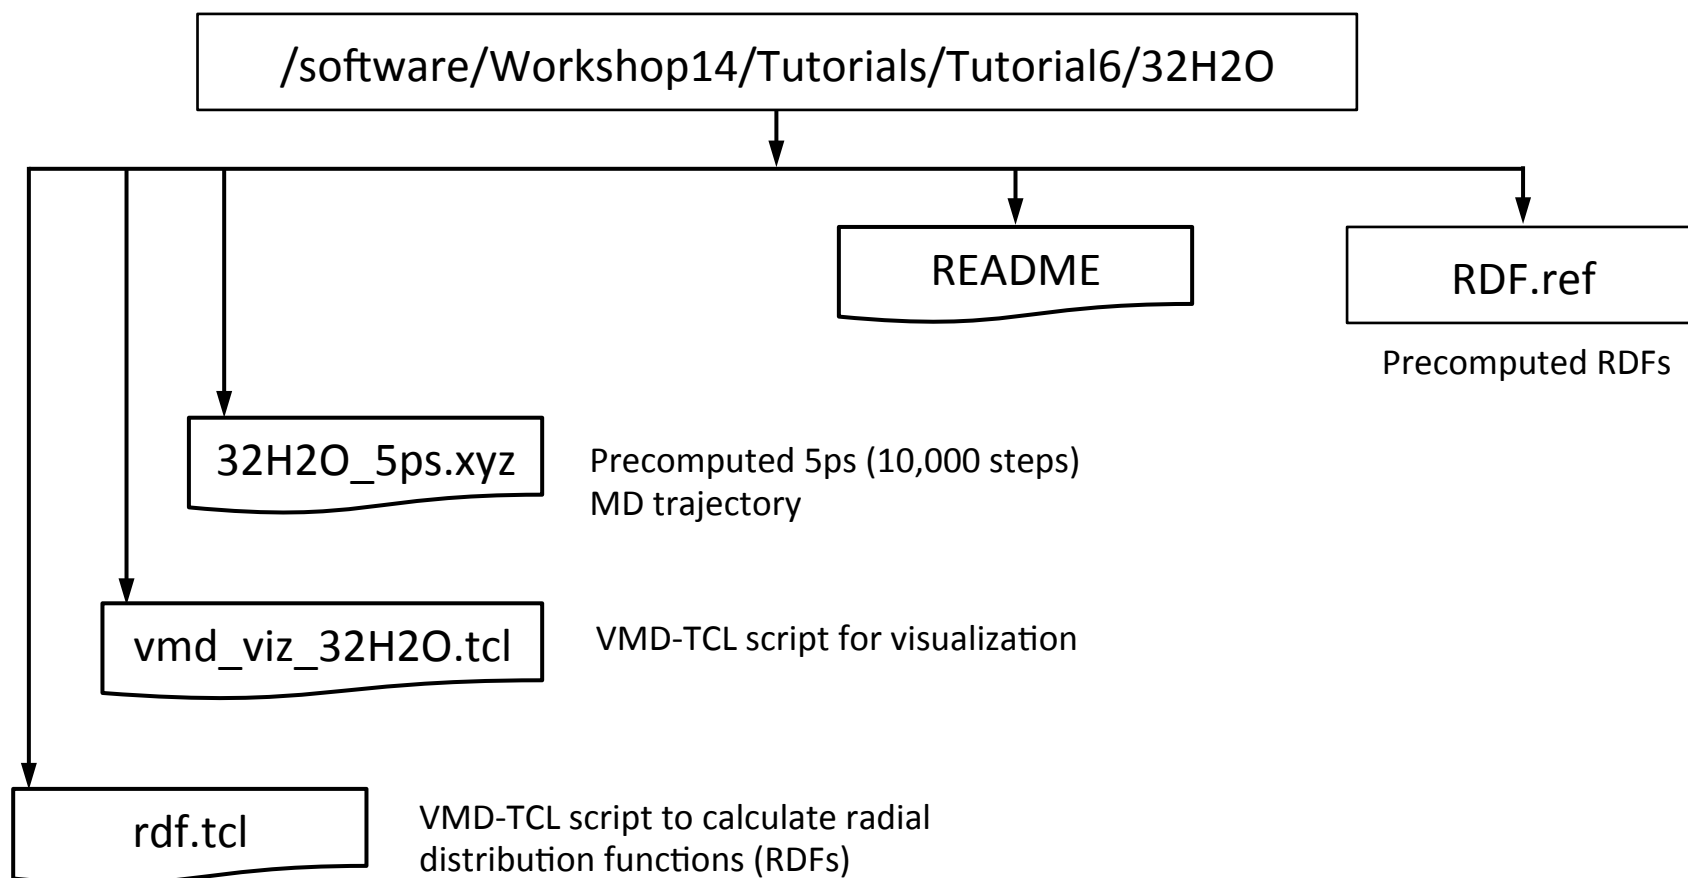 /software/Workshop14/Tutorials/Tutorial6/32H2O
README
RDF.ref
Precomputed RDFs
32H2O_5ps.xyz
Precomputed 5ps (10,000 steps)
MD trajectory
vmd_viz_32H2O.tcl
VMD-TCL script for visualization
rdf.tcl
VMD-TCL script to calculate radial
distribution functions (RDFs)